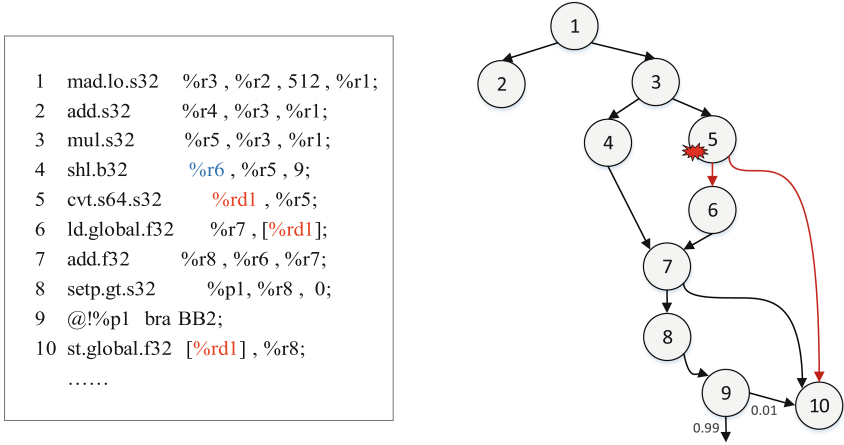 1 mad.lo.s32 %r3 , %r2 , 512 , %r1;
2 add.s32 %r4 , %r3 , %r1;
3 mul.s32 %r5 , %r3 , %r1;
4 shl.b32 %r6 , %r5 , 9;
5 cvt.s64.s32 %rd1 , %r5;
6 ld.global.f32 %r7 , [%rd1];
7 add.f32 %r8 , %r6 , %r7;
8 setp.gt.s32 %p1, %r8 , 0;
9 @!%p1 bra BB2;
10 st.global.f32 [%rd1] , %r8;
……
1
2
3
4
5
6
7
8
9
10
0.01
0.99